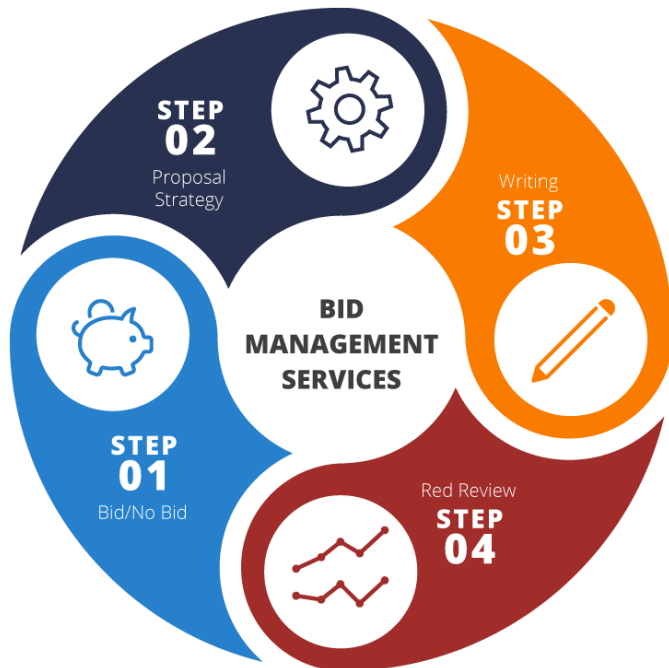 BID
MANAGEMENT
SERVICES
STEP
01
Bid/No Bid
STEP
02
Proposal
Strategy
Writing
STEP
03
Red Review
STEP
04